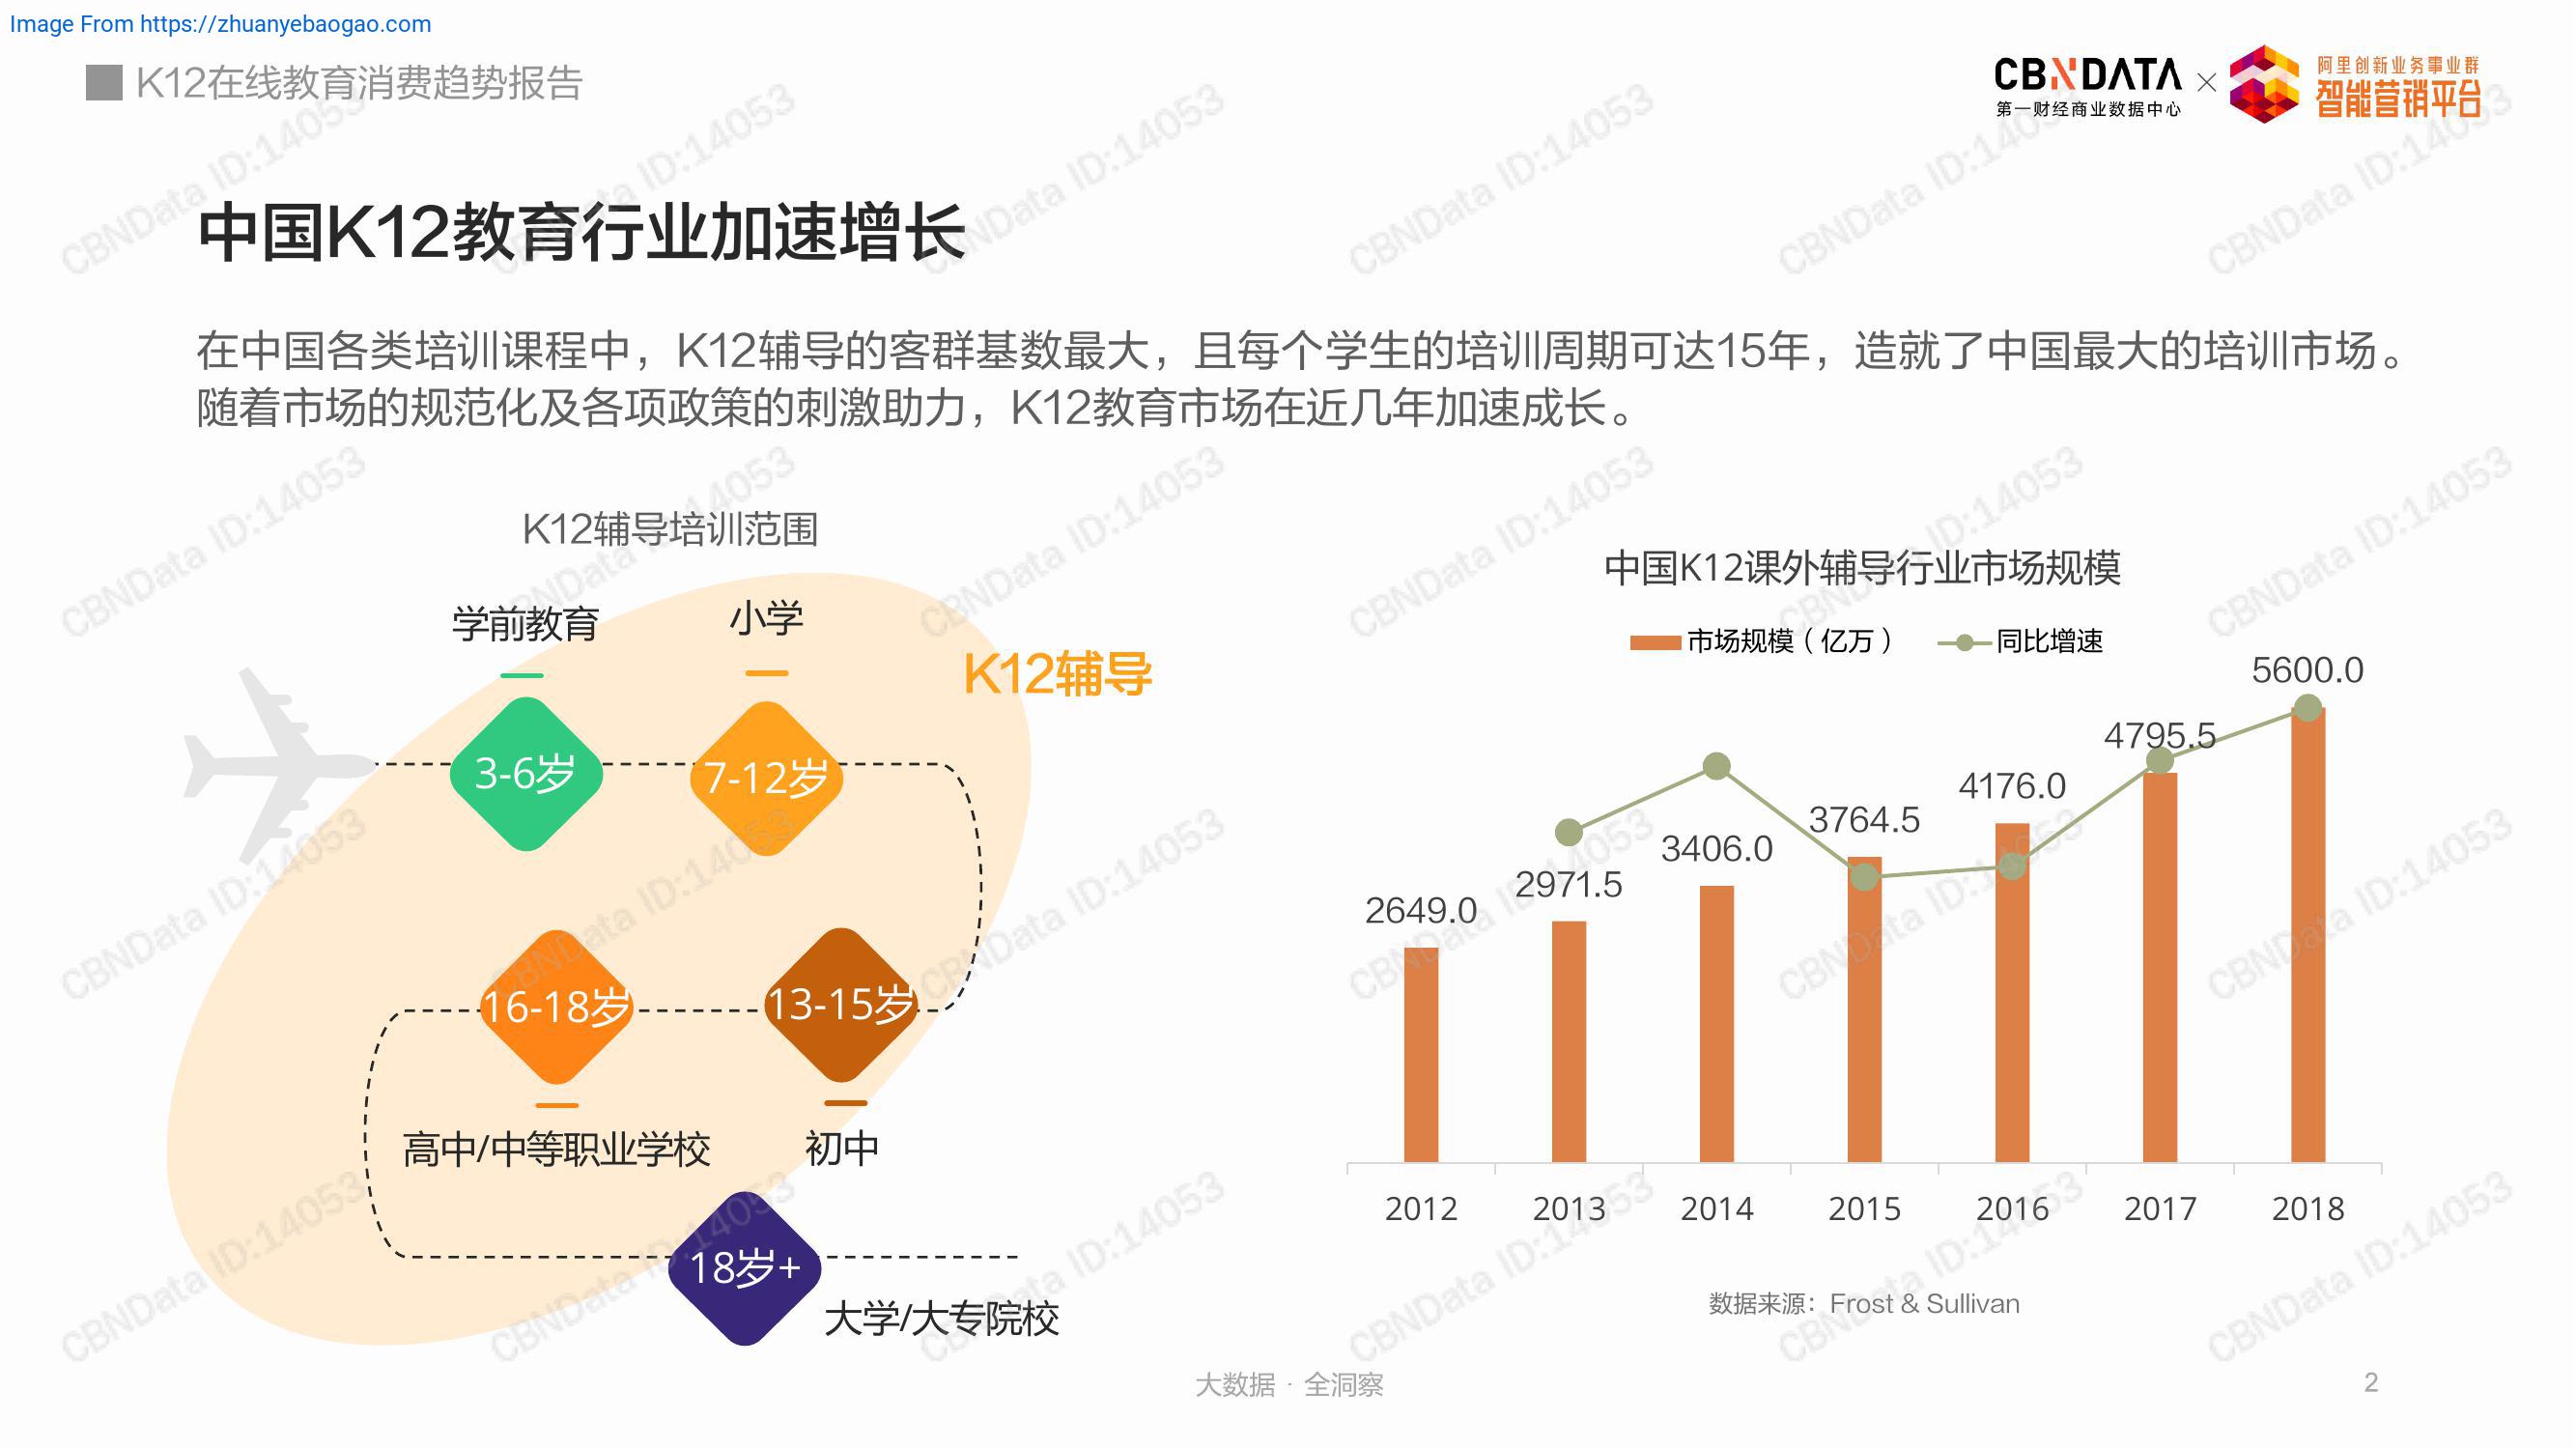 Image From https://zhuanyebaogao.com
K12在线教育消费趋势报告
CBNDATA
第一财经商业数据中心
×
阿里创新业务事业群
智能营销平台
中国K12教育行业加速增长
在中国各类培训课程中，K12辅导的客群基数最大，且每个学生的培训周期可达15年，造就了中国最大的培训市场。
随着市场的规范化及各项政策的刺激助力，K12教育市场在近几年加速成长。
K12辅导培训范围
学前教育
小学
K12辅导
3-6岁
7-12岁
16-18岁
13-15岁
高中/中等职业学校
初中
18岁+
大学/大专院校
中国K12课外辅导行业市场规模
市场规模（亿万）
同比增速
2649.0
2971.5
3406.0
3764.5
4176.0
4795.5
5600.0
2012
2013
2014
2015
2016
2017
2018
数据来源：Frost & Sullivan
大数据 · 全洞察
2
CBNData ID:14053